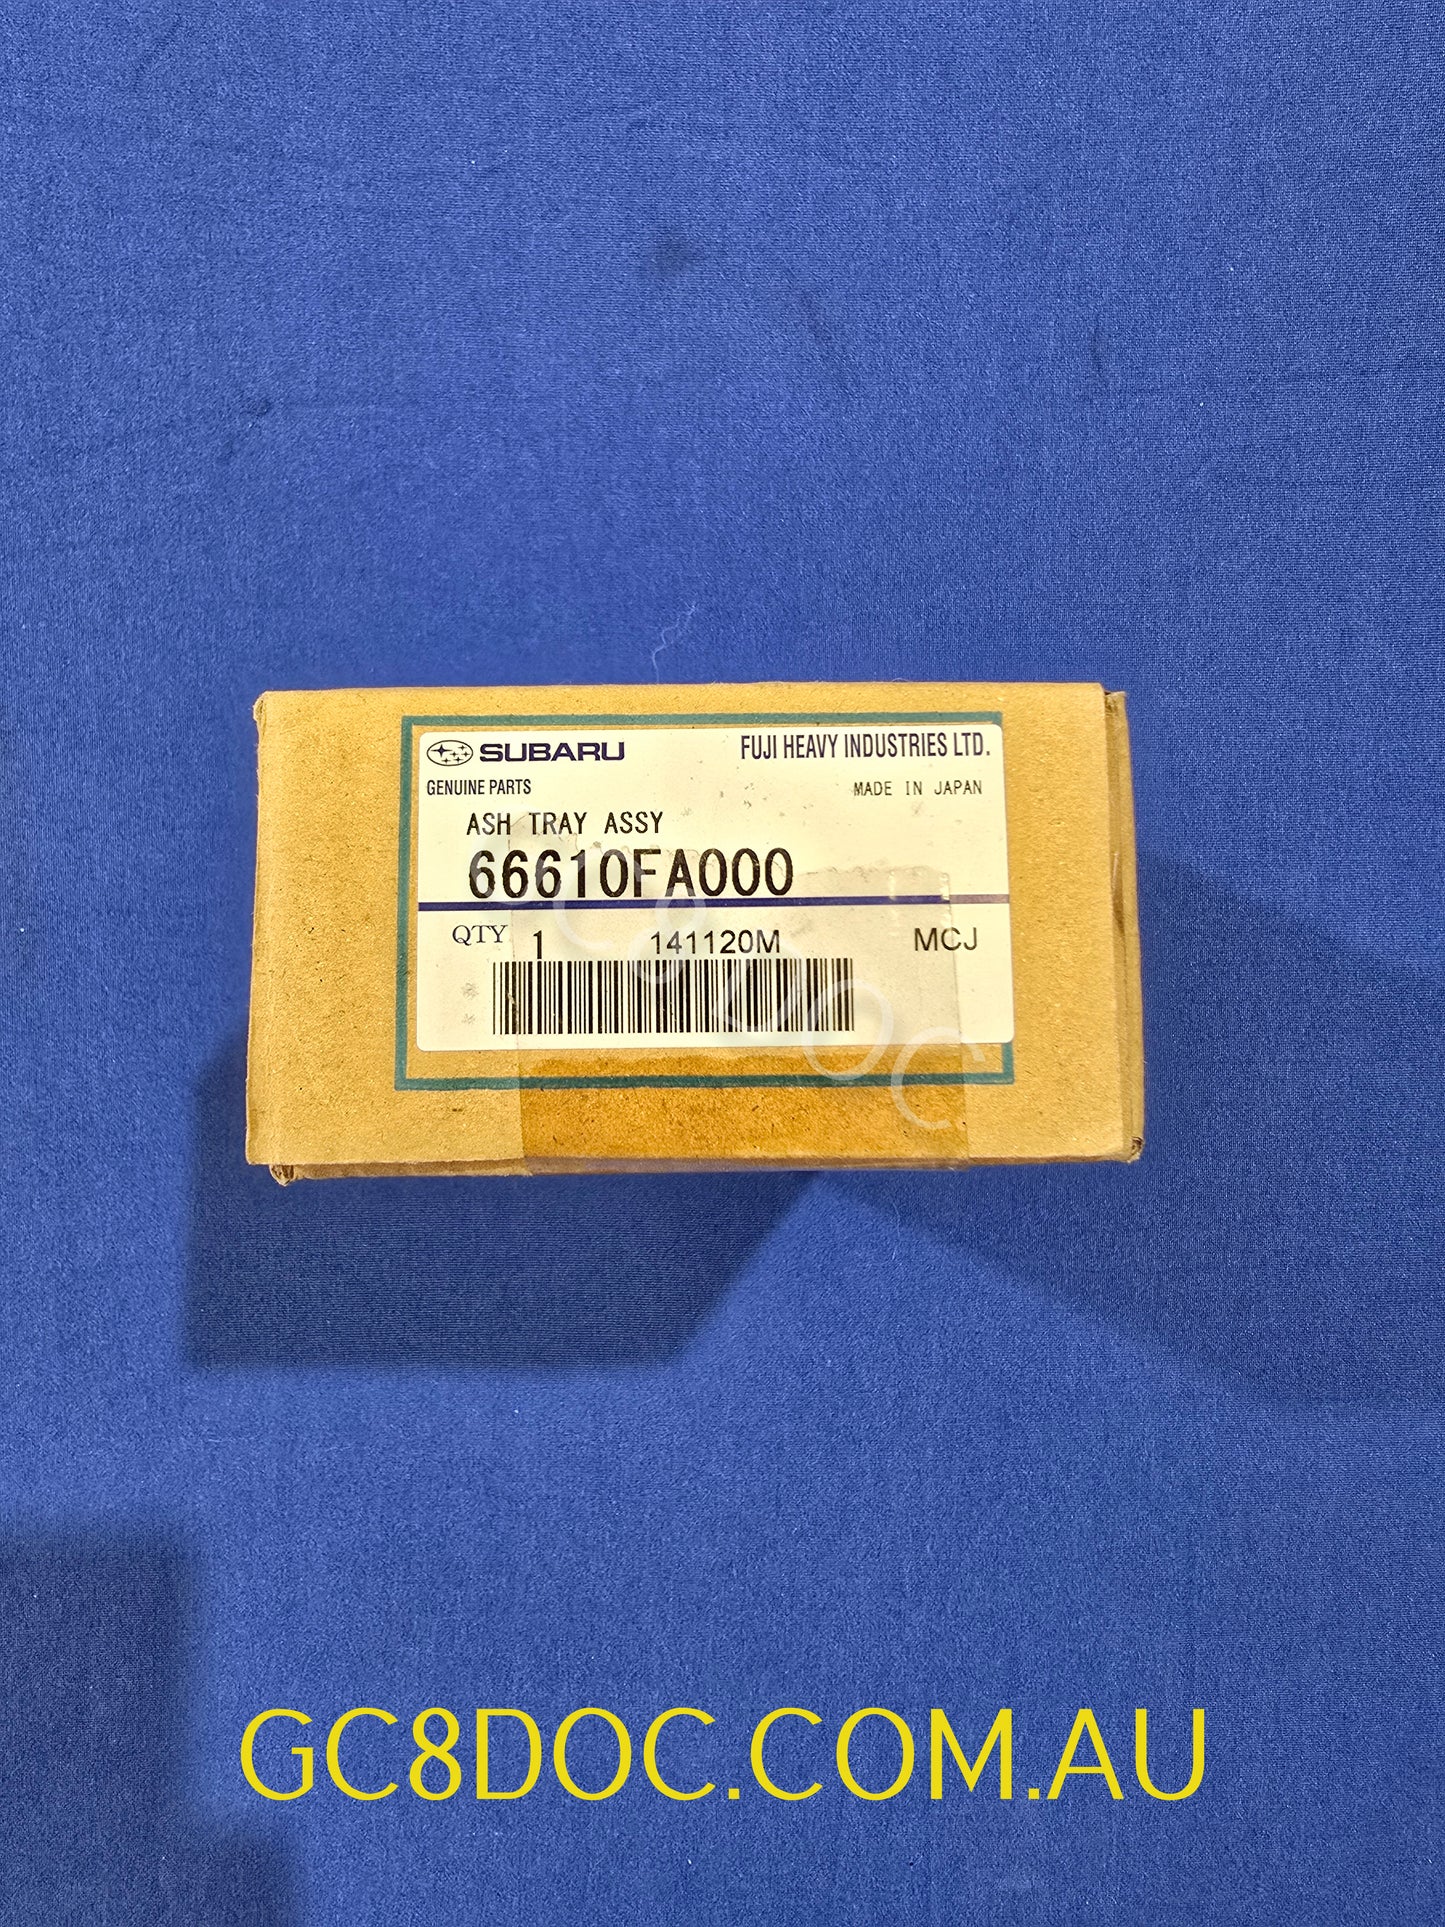 SUBARU FUJI HEAVY INDUSTRIES LTD.
GENUINE PARTS MADE IN JAPAN
ASH TRAY ASSY
66610FA000
QTY 1 141120M MCJ
GC8DOC
GC8DOC.COM.AU